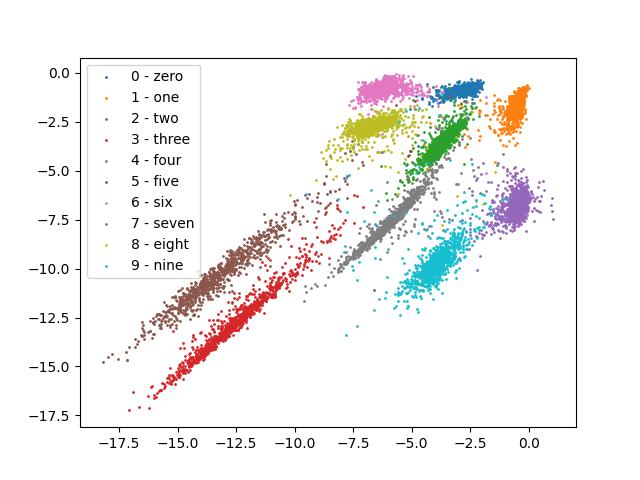 0.0
−2.5
−5.0
−7.5
−10.0
−12.5
−15.0
−17.5
0 - zero
1 - one
2 - two
3 - three
4 - four
5 - five
6 - six
7 - seven
8 - eight
9 - nine
−17.5 −15.0 −12.5 −10.0 −7.5 −5.0 −2.5 0.0